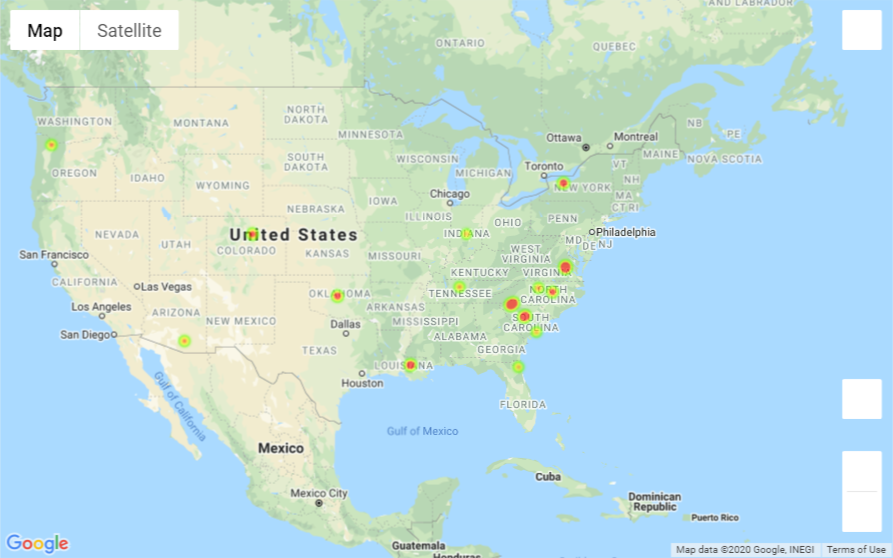 Map
Satellite
AND LABRADOR
ONTARIO
QUEBEC
WASHINGTON
MONTANA
NORTH
DAKOTA
MINNESOTA
Ottawa
Montreal
NB
PE
OREGON
IDAHO
SOUTH
DAKOTA
WISCONSIN
MICHIGAN
Toronto
VT
MAINE
NOVA SCOTIA
WYOMING
NEW YORK
NH
MA
CT RI
Chicago
IOWA
NEBRASKA
ILLINOIS
INDIANA
OHIO
PENN
Philadelphia
NEVADA
UTAH
United States
COLORADO
KANSAS
MISSOURI
WEST
VIRGINIA
MD
DE
NJ
San Francisco
KENTUCKY
VIRGINIA
CALIFORNIA
Las Vegas
OKLAHOMA
TENNESSEE
NORTH
CAROLINA
Los Angeles
ARIZONA
NEW MEXICO
ARKANSAS
MISSISSIPPI
SOUTH
CAROLINA
San Diego
Dallas
ALABAMA
GEORGIA
TEXAS
LOUISIANA
Houston
Gulf of California
FLORIDA
Gulf of Mexico
Mexico
Cuba
Mexico City
Dominican
Republic
Puerto Rico
Guatemala
Honduras
Google
Map data ©2020 Google, INEGI
Terms of Use